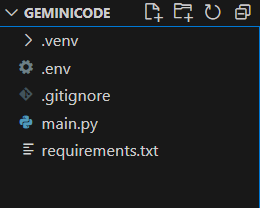 GEMINICODE
.venv
.env
.gitignore
main.py
requirements.txt